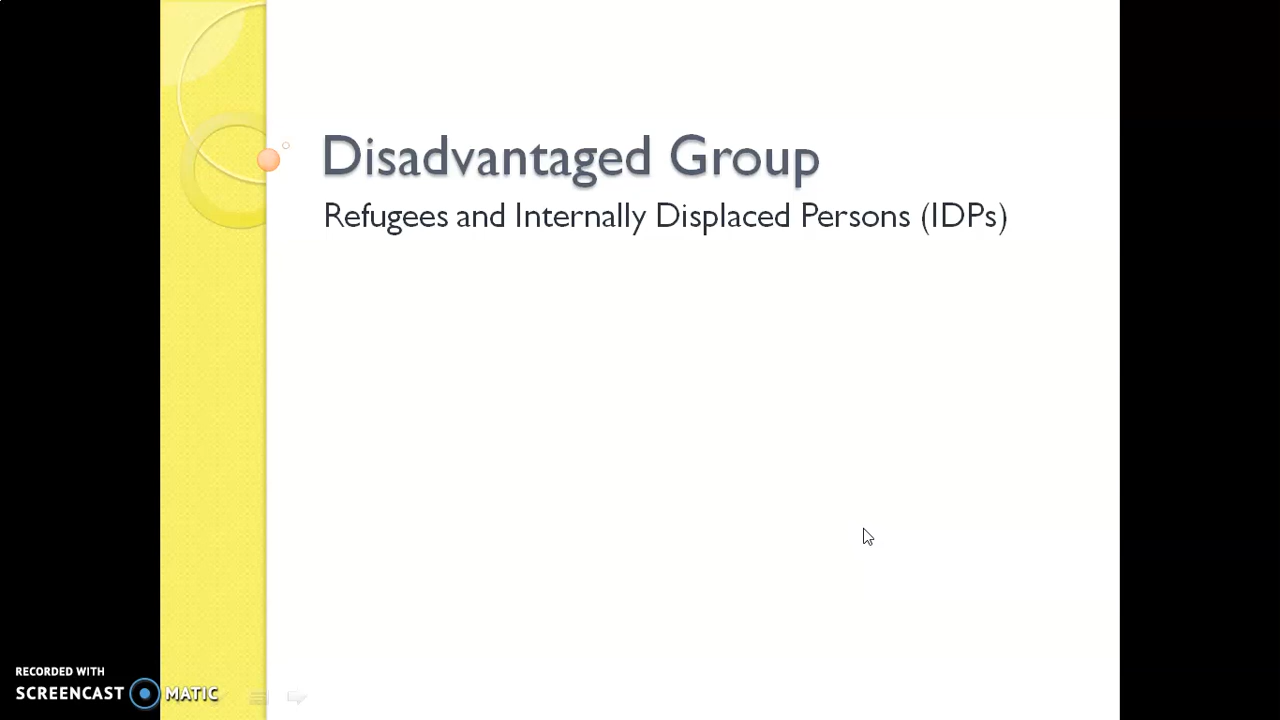 Disadvantaged Group
Refugees and Internally Displaced Persons (IDPs)
RECORDED WITH
SCREENCAST MATIC